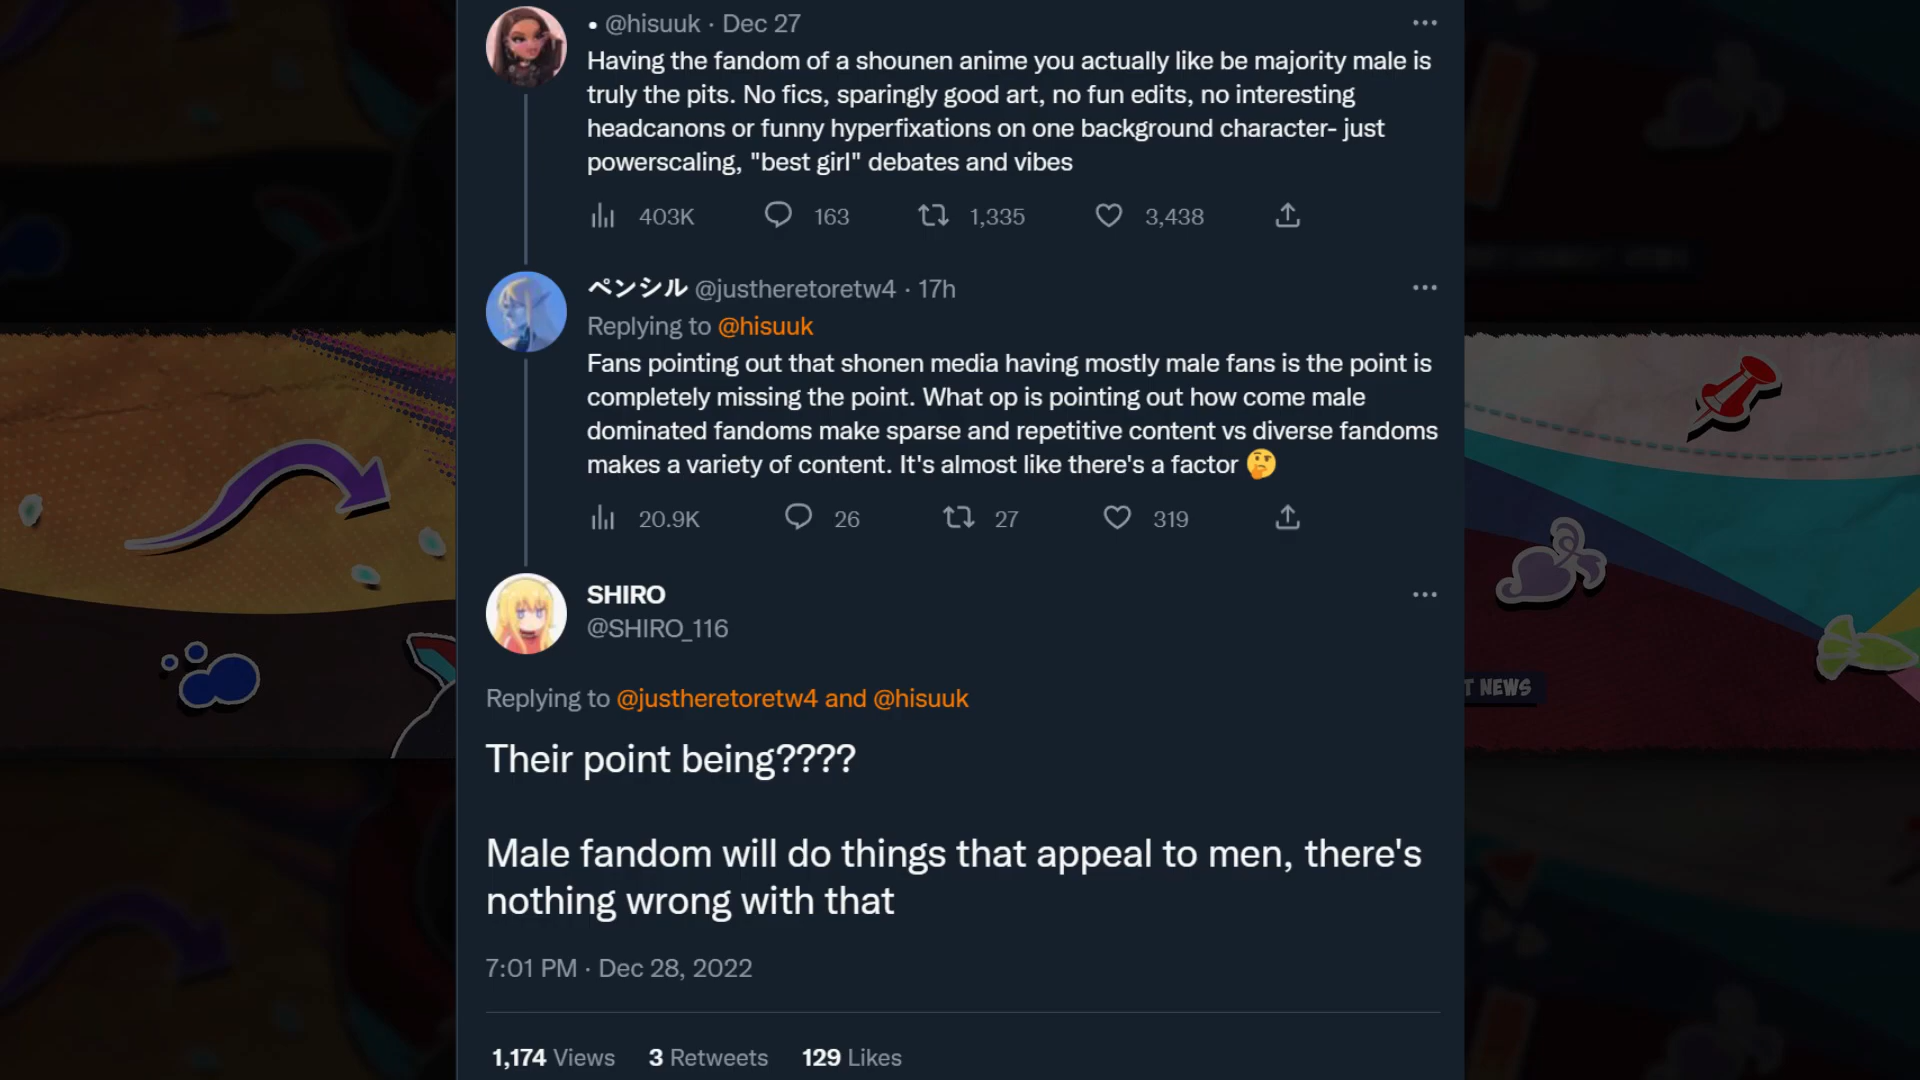 • @hisuuk · Dec 27
Having the fandom of a shounen anime you actually like be majority male is
truly the pits. No fics, sparingly good art, no fun edits, no interesting
headcanons or funny hyperfixations on one background character- just
powerscaling, "best girl" debates and vibes
403K 163 1,335 3,438
ペンシル @justheretoretw4 · 17h
Replying to @hisuuk
Fans pointing out that shonen media having mostly male fans is the point is
completely missing the point. What op is pointing out how come male
dominated fandoms make sparse and repetitive content vs diverse fandoms
makes a variety of content. It's almost like there's a factor 🤔
20.9K 26 27 319
SHIRO
@SHIRO_116
Replying to @justheretoretw4 and @hisuuk
Their point being????
Male fandom will do things that appeal to men, there's
nothing wrong with that
7:01 PM · Dec 28, 2022
1,174 Views 3 Retweets 129 Likes
T NEWS